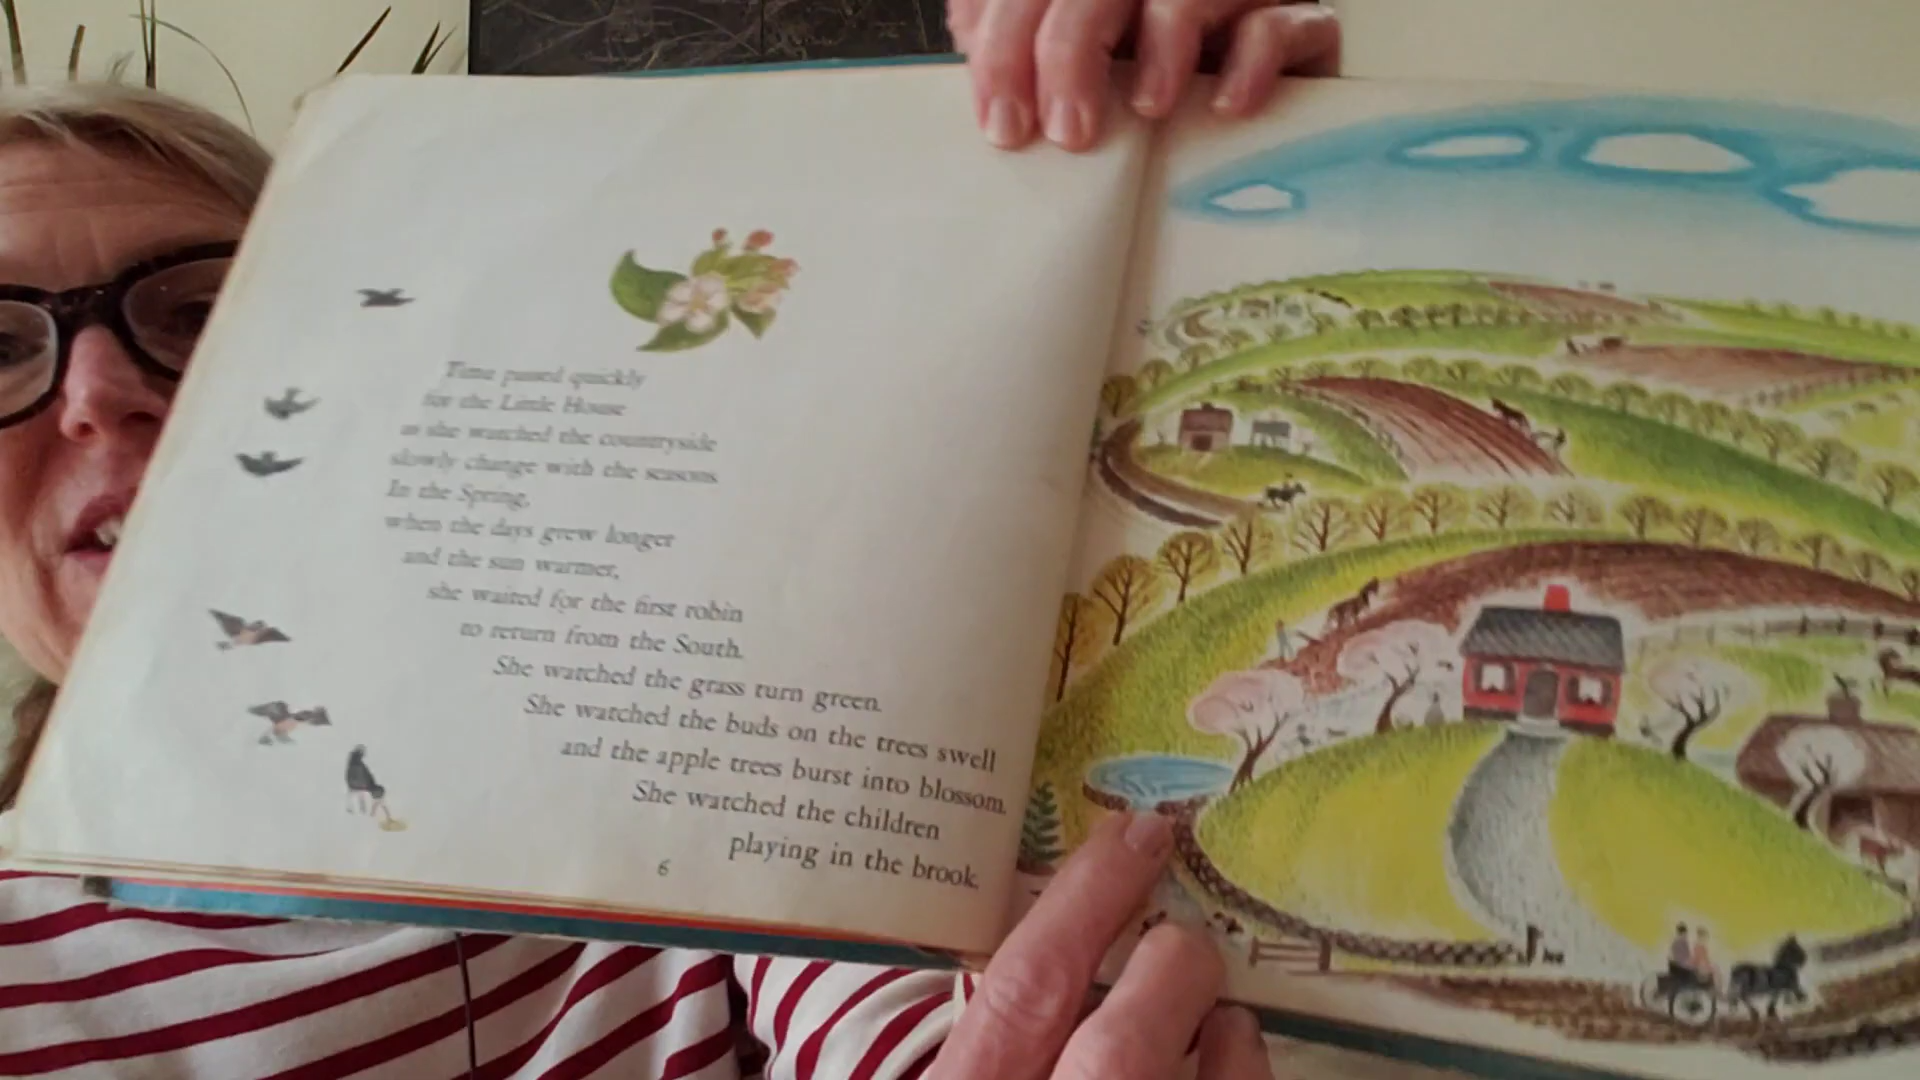 Time passed quickly
for the Little House
as she watched the countryside
slowly change with the seasons.
In the Spring,
when the days grew longer
and the sun warmer,
she waited for the first robin
to return from the South.
She watched the grass turn green.
She watched the buds on the trees swell
and the apple trees burst into blossom.
She watched the children
playing in the brook.
6